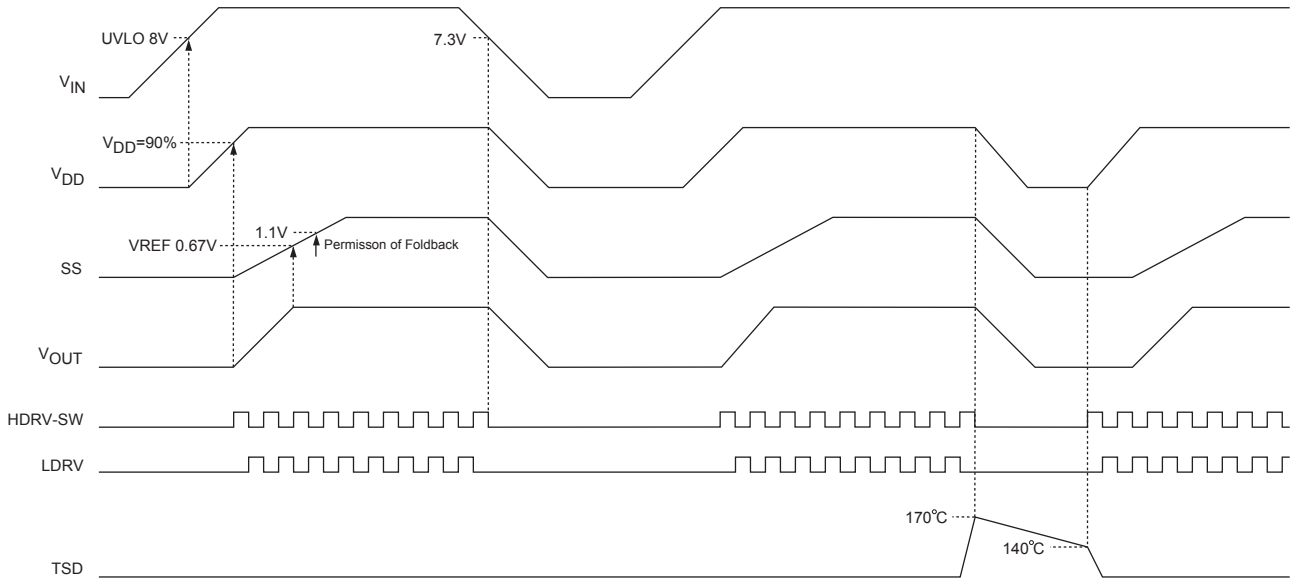 UVLO 8V
7.3V
VIN
VDD=90%
VDD
1.1V
VREF 0.67V
Permisson of Foldback
SS
VOUT
HDRV-SW
LDRV
170°C
140°C
TSD